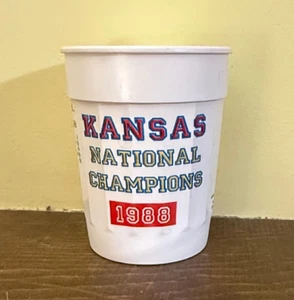 KANSAS
NATIONAL
CHAMPIONS
1988